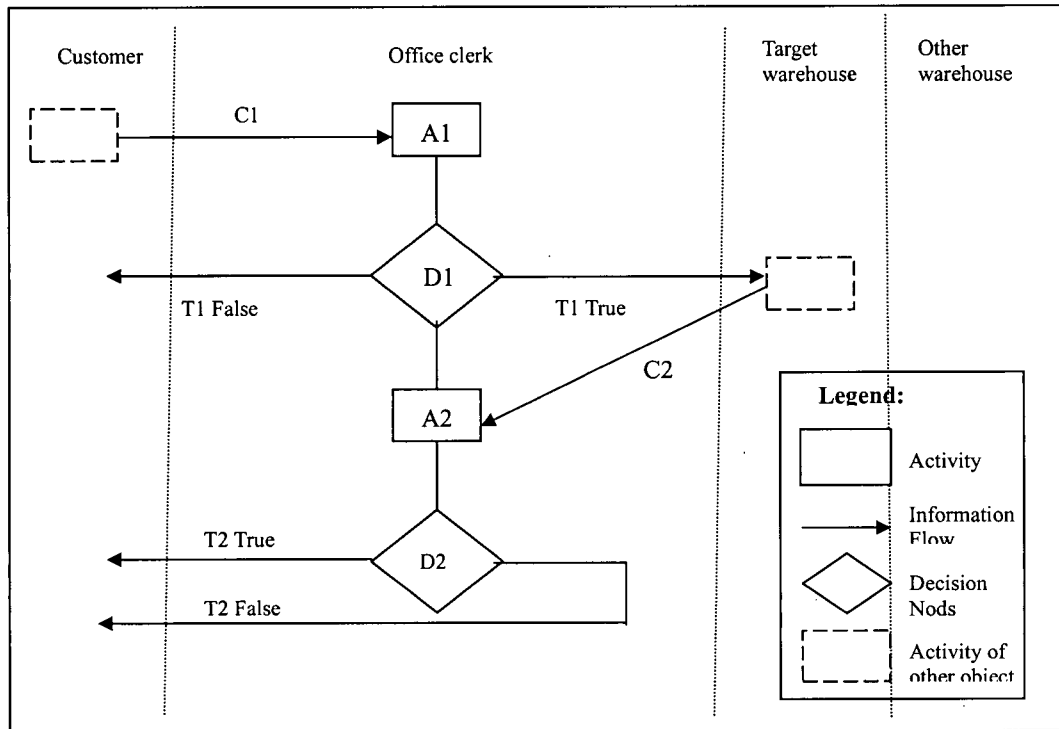 Customer
Office clerk
Target
warehouse
Other
warehouse
C1
A1
D1
T1 False
T1 True
C2
A2
T2 True
D2
T2 False
Legend:
Activity
Information
Flow
Decision
Nods
Activity of
other object